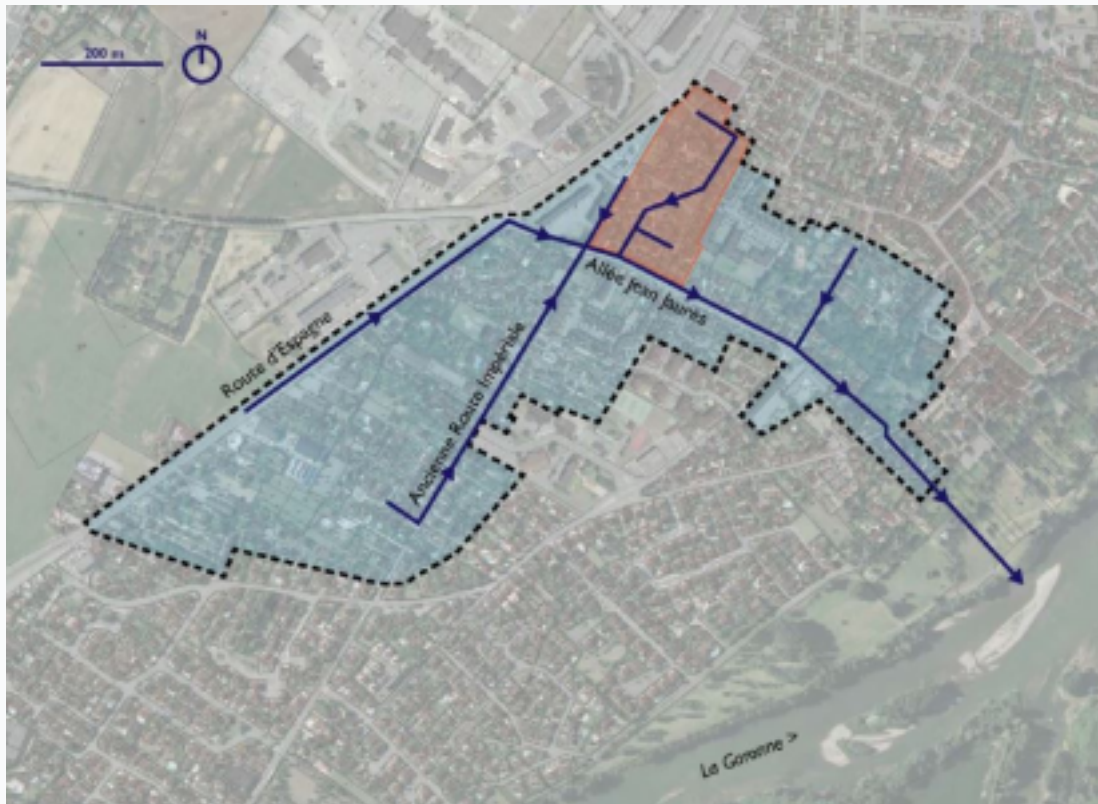 200 m
N
Route d'Espagne
Ancienne Route Impériale
Allée Jean Jaurès
La Garonne >